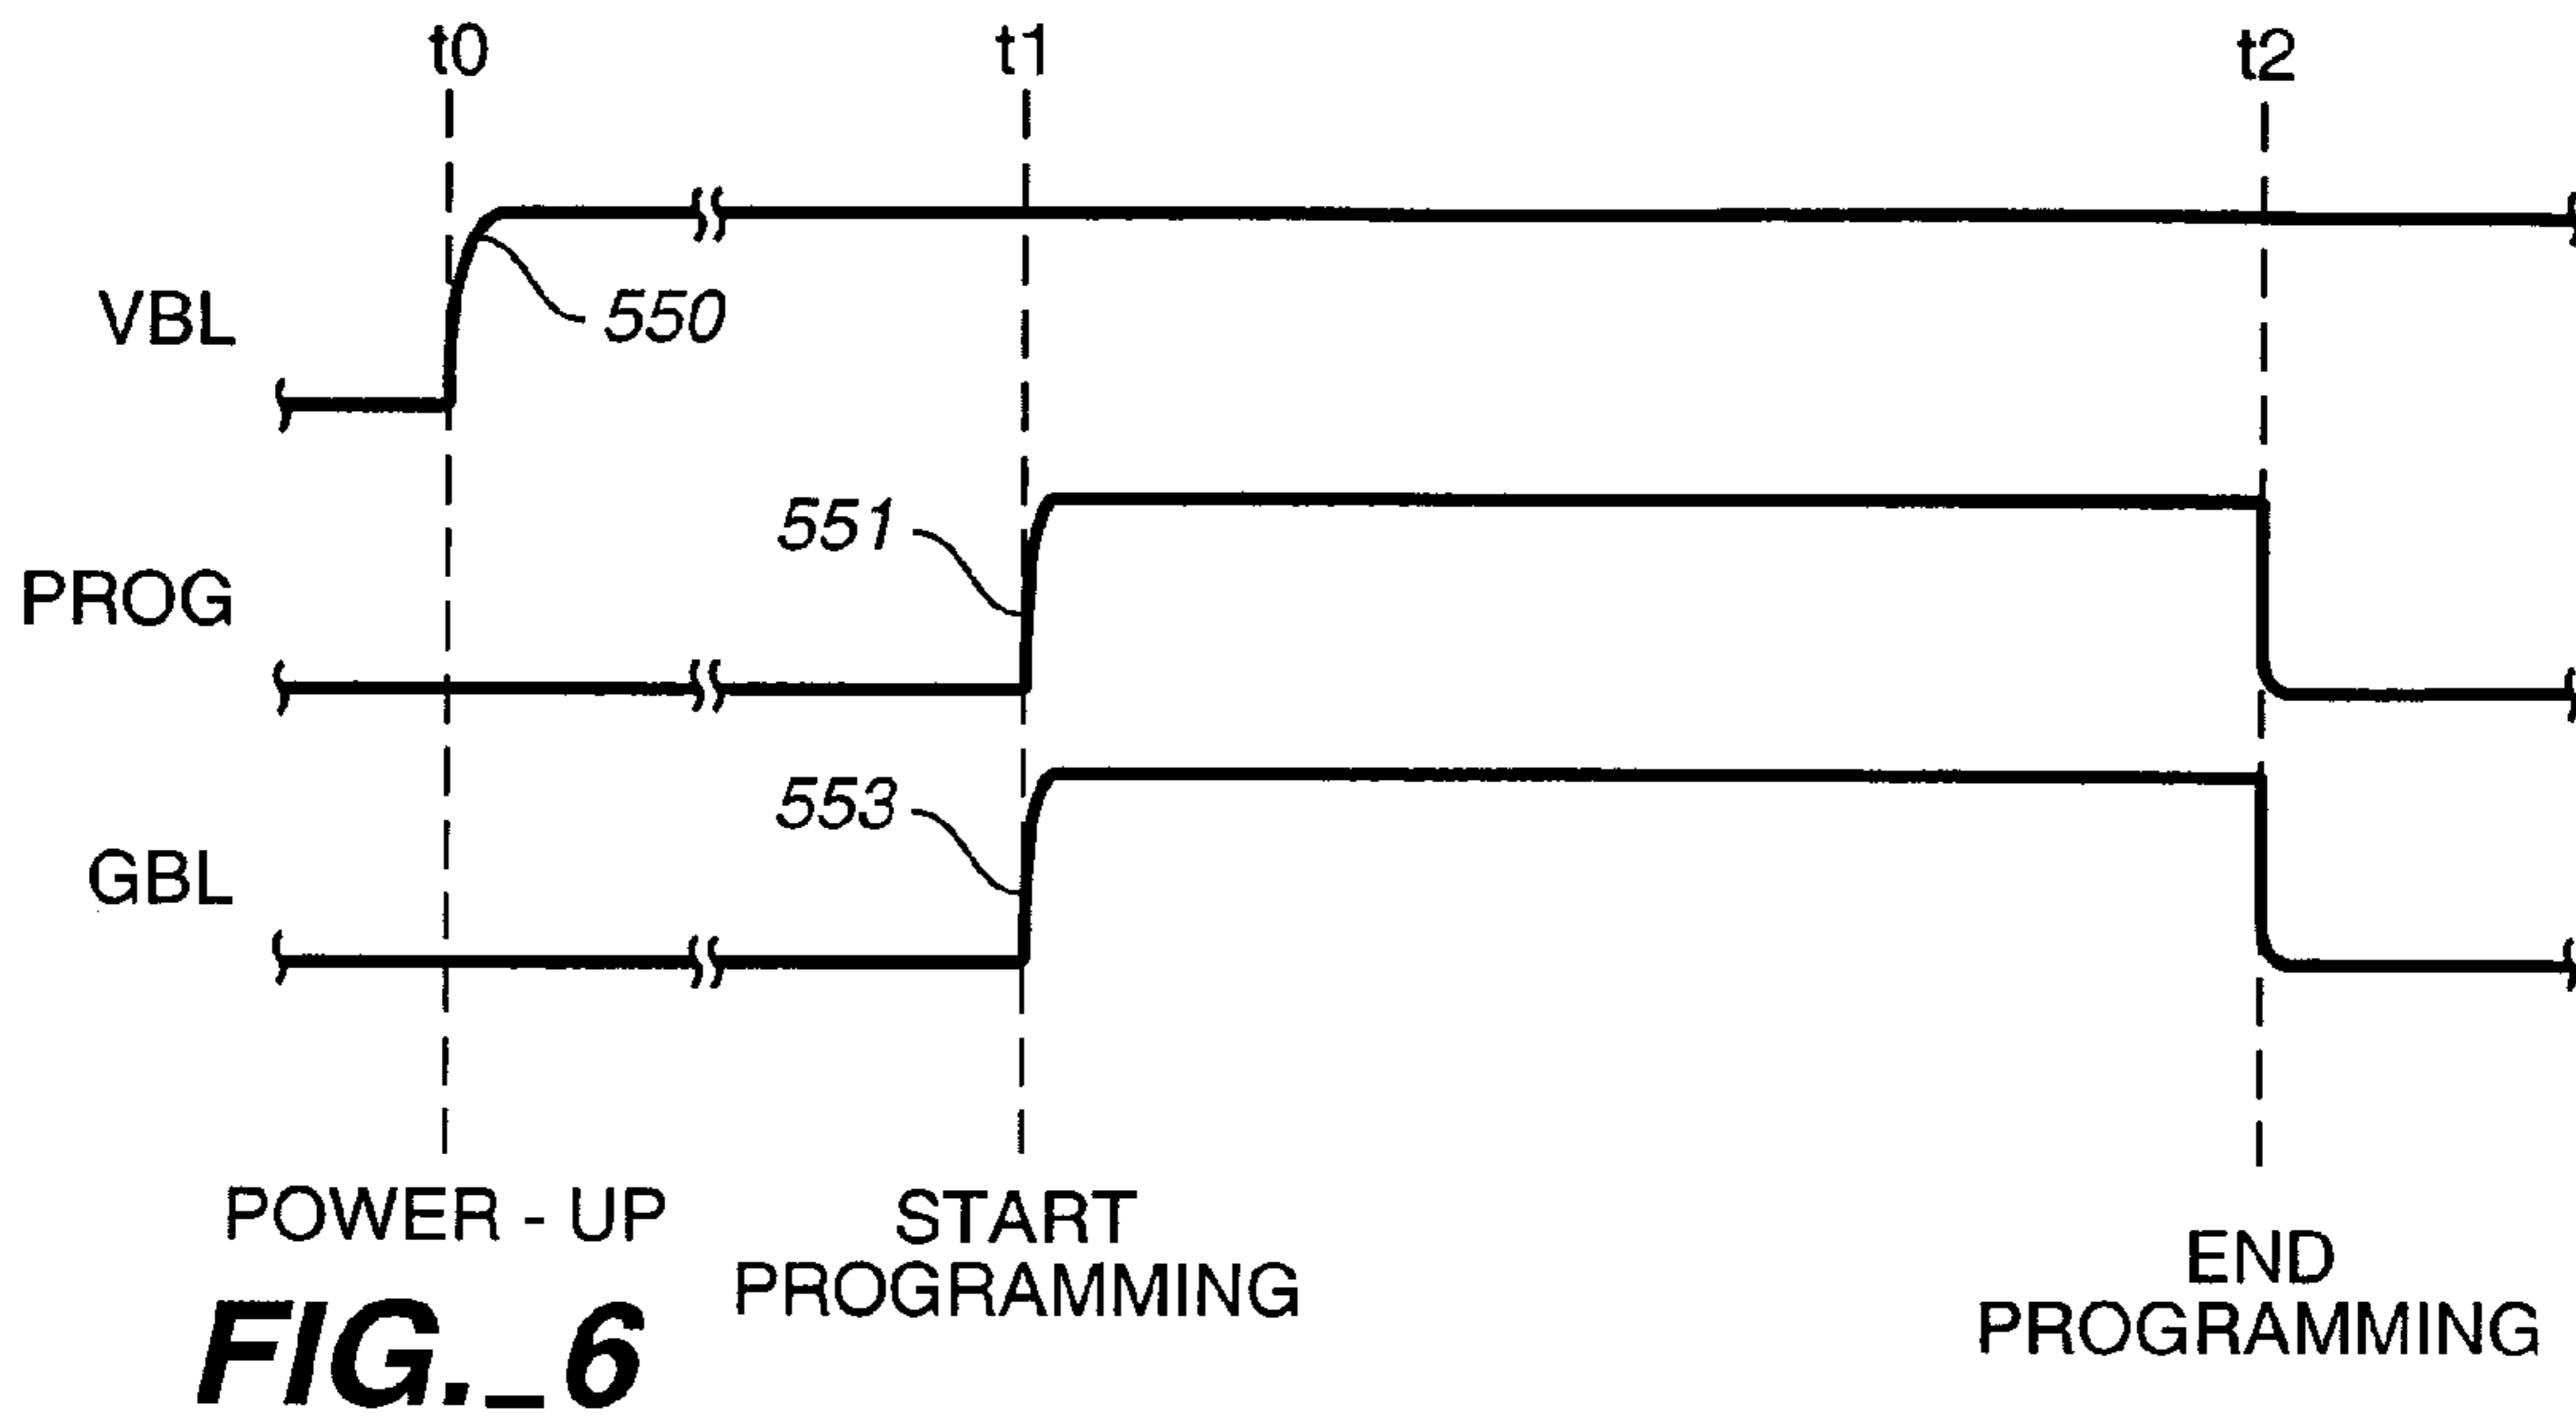 t0
t1
t2
VBL
550
PROG
551
GBL
553
POWER - UP
START
PROGRAMMING
END
PROGRAMMING
FIG._6